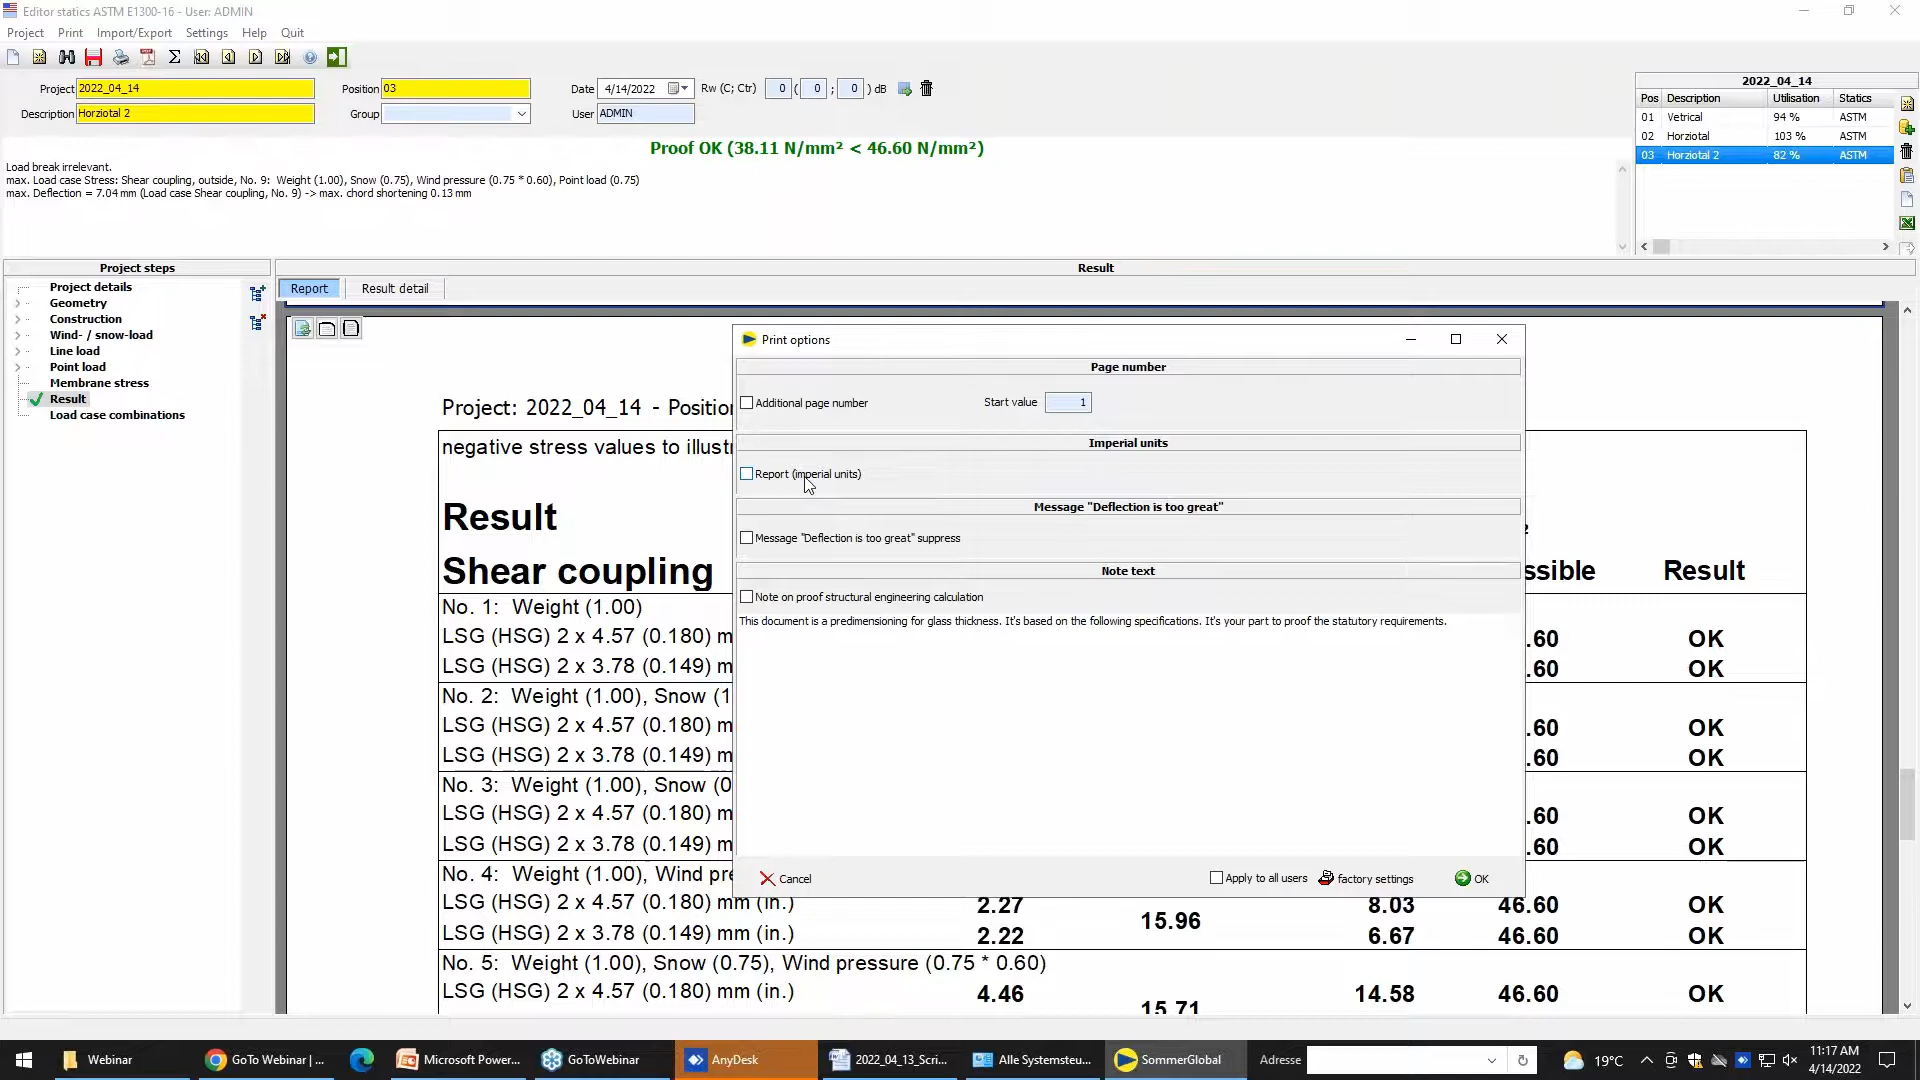 Editor statics ASTM E1300-16 - User: ADMIN
Project Print Import/Export Settings Help Quit
Project 2022_04_14 Position 03 Date 4/14/2022 Rw (C; Ctr) 0 ( 0 ; 0 ) dB
Description Horziotal 2 Group User ADMIN
2022_04_14
Pos Description Utilisation Statics
01 Vetrical 94 % ASTM
02 Horziotal 103 % ASTM
03 Horziotal 2 82 % ASTM
Proof OK (38.11 N/mm² < 46.60 N/mm²)
Load break irrelevant.
max. Load case Stress: Shear coupling, outside, No. 9: Weight (1.00), Snow (0.75), Wind pressure (0.75 * 0.60), Point load (0.75)
max. Deflection = 7.04 mm (Load case Shear coupling, No. 9) -> max. chord shortening 0.13 mm
Project steps
Project details
Geometry
Construction
Wind- / snow-load
Line load
Point load
Membrane stress
Result
Load case combinations
Result
Report Result detail
Project: 2022_04_14 - Positio
negative stress values to illustr
Result
Shear coupling ssible Result
No. 1: Weight (1.00)
LSG (HSG) 2 x 4.57 (0.180) m .60 OK
LSG (HSG) 2 x 3.78 (0.149) m .60 OK
No. 2: Weight (1.00), Snow (1
LSG (HSG) 2 x 4.57 (0.180) m .60 OK
LSG (HSG) 2 x 3.78 (0.149) m .60 OK
No. 3: Weight (1.00), Snow (0
LSG (HSG) 2 x 4.57 (0.180) m .60 OK
LSG (HSG) 2 x 3.78 (0.149) m .60 OK
No. 4: Weight (1.00), Wind pre
LSG (HSG) 2 x 4.57 (0.180) mm (in.) 2.27 8.03 46.60 OK
15.96
LSG (HSG) 2 x 3.78 (0.149) mm (in.) 2.22 6.67 46.60 OK
No. 5: Weight (1.00), Snow (0.75), Wind pressure (0.75 * 0.60)
LSG (HSG) 2 x 4.57 (0.180) mm (in.) 4.46 14.58 46.60 OK
15.71
Print options
Page number
Additional page number Start value 1
Imperial units
Report (imperial units)
Message "Deflection is too great"
Message "Deflection is too great" suppress
Note text
Note on proof structural engineering calculation
This document is a predimensioning for glass thickness. It's based on the following specifications. It's your part to proof the statutory requirements.
Cancel Apply to all users factory settings OK
Webinar GoTo Webinar | ... Microsoft Power... GoToWebinar AnyDesk 2022_04_13_Scri... Alle Systemsteu... SommerGlobal Adresse 19°C 11:17 AM
4/14/2022